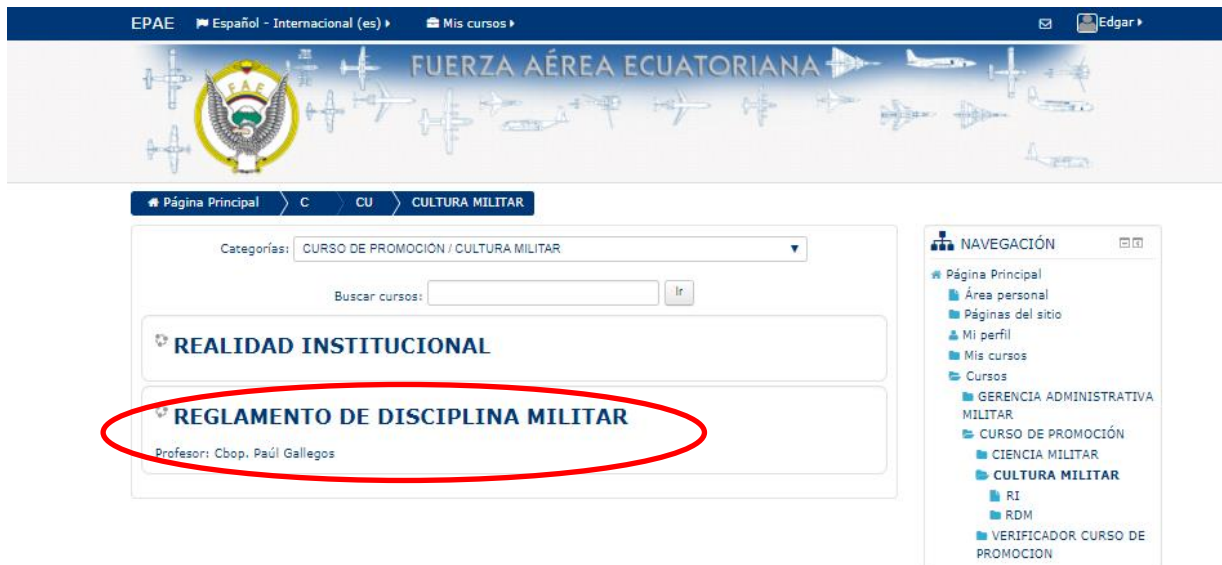 EPAE Español - Internacional (es) Mis cursos Edgar
FUERZA AÉREA ECUATORIANA
FAE
Página Principal C CU CULTURA MILITAR
Categorías: CURSO DE PROMOCIÓN / CULTURA MILITAR
Buscar cursos: Ir
REALIDAD INSTITUCIONAL
REGLAMENTO DE DISCIPLINA MILITAR
Profesor: Cbop. Paúl Gallegos
NAVEGACIÓN
Página Principal
Área personal
Páginas del sitio
Mi perfil
Mis cursos
Cursos
GERENCIA ADMINISTRATIVA
MILITAR
CURSO DE PROMOCIÓN
CIENCIA MILITAR
CULTURA MILITAR
RI
RDM
VERIFICADOR CURSO DE
PROMOCION